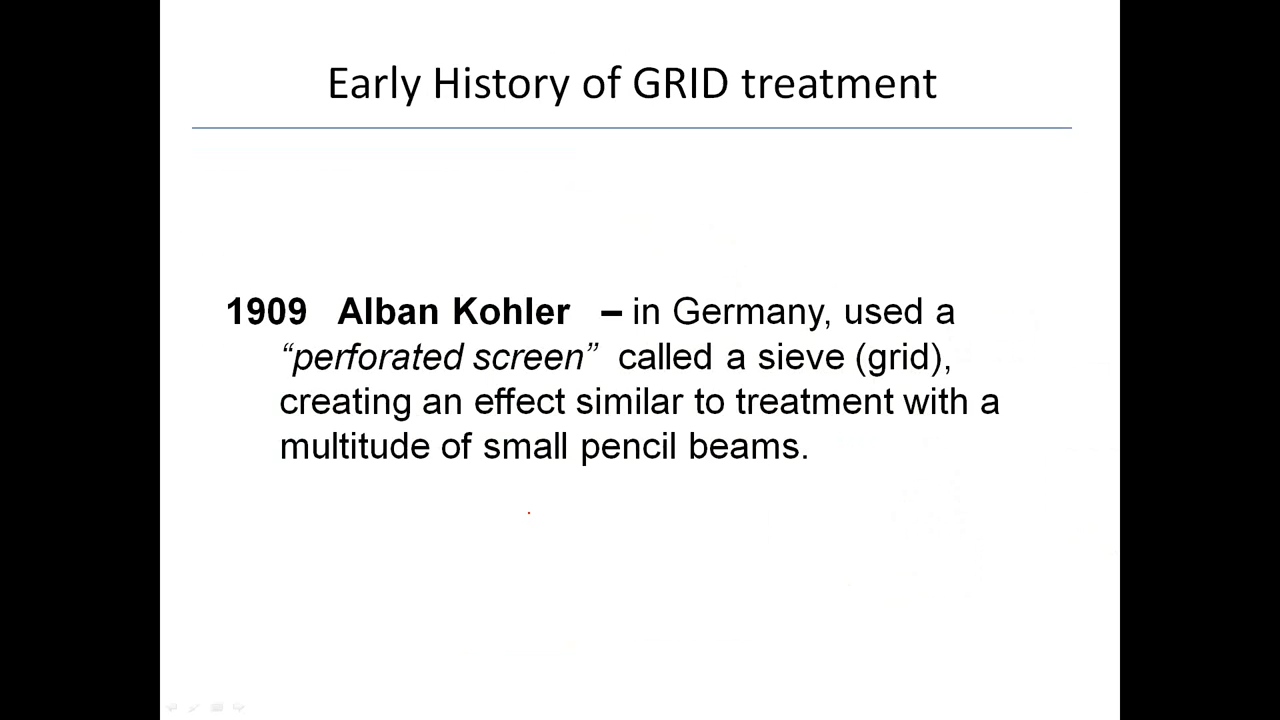 Early History of GRID treatment
1909 Alban Kohler – in Germany, used a
“perforated screen” called a sieve (grid),
creating an effect similar to treatment with a
multitude of small pencil beams.